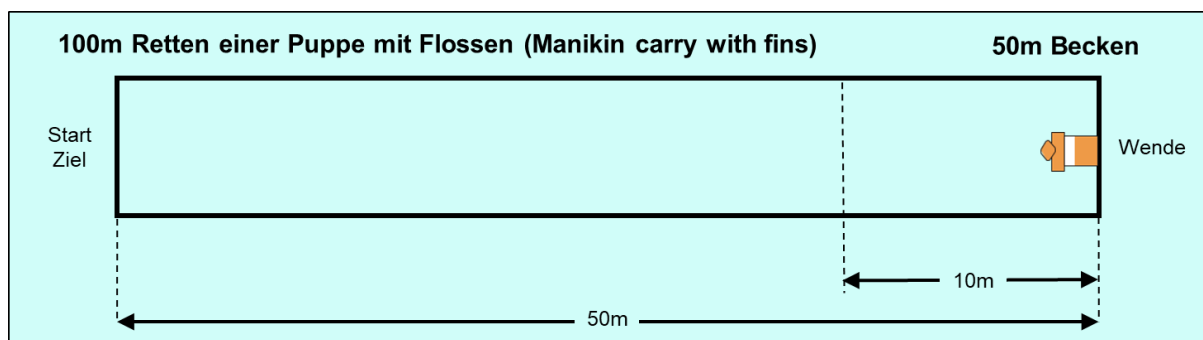 100m Retten einer Puppe mit Flossen (Manikin carry with fins)
50m Becken
Start
Ziel
Wende
10m
50m